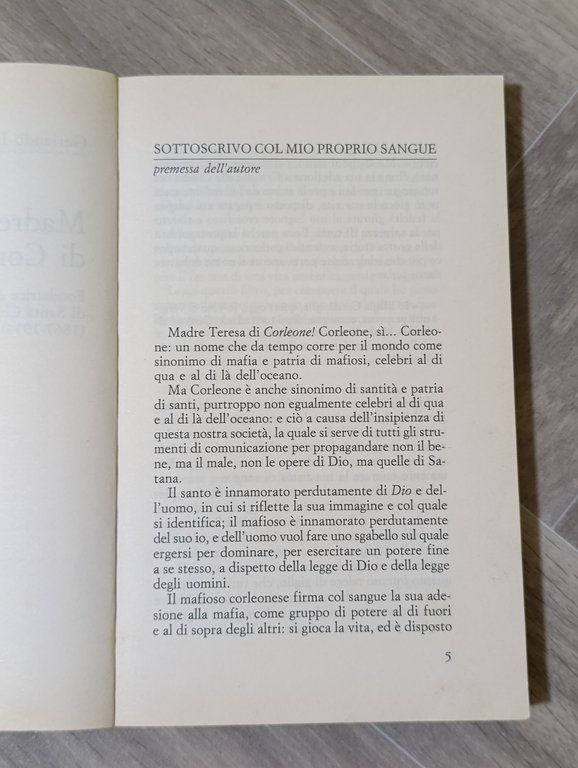 SOTTOSCRIVO COL MIO PROPRIO SANGUE
premessa dell'autore
Madre Teresa di Corleone! Corleone, sì... Corleo-
ne: un nome che da tempo corre per il mondo come
sinonimo di mafia e patria di mafiosi, celebri al di
qua e al di là dell'oceano.
Ma Corleone è anche sinonimo di santità e patria
di santi, purtroppo non egualmente celebri al di qua
e al di là dell'oceano: e ciò a causa dell'insipienza di
questa nostra società, la quale si serve di tutti gli stru-
menti di comunicazione per propagandare non il be-
ne, ma il male, non le opere di Dio, ma quelle di Sa-
tana.
Il santo è innamorato perdutamente di Dio e del-
l'uomo, in cui si riflette la sua immagine e col quale
si identifica; il mafioso è innamorato perdutamente
del suo io, e dell'uomo vuol fare uno sgabello sul quale
ergersi per dominare, per esercitare un potere fine
a se stesso, a dispetto della legge di Dio e della legge
degli uomini.
Il mafioso corleonese firma col sangue la sua ade-
sione alla mafia, come gruppo di potere al di fuori
e al di sopra degli altri: si gioca la vita, ed è disposto
5